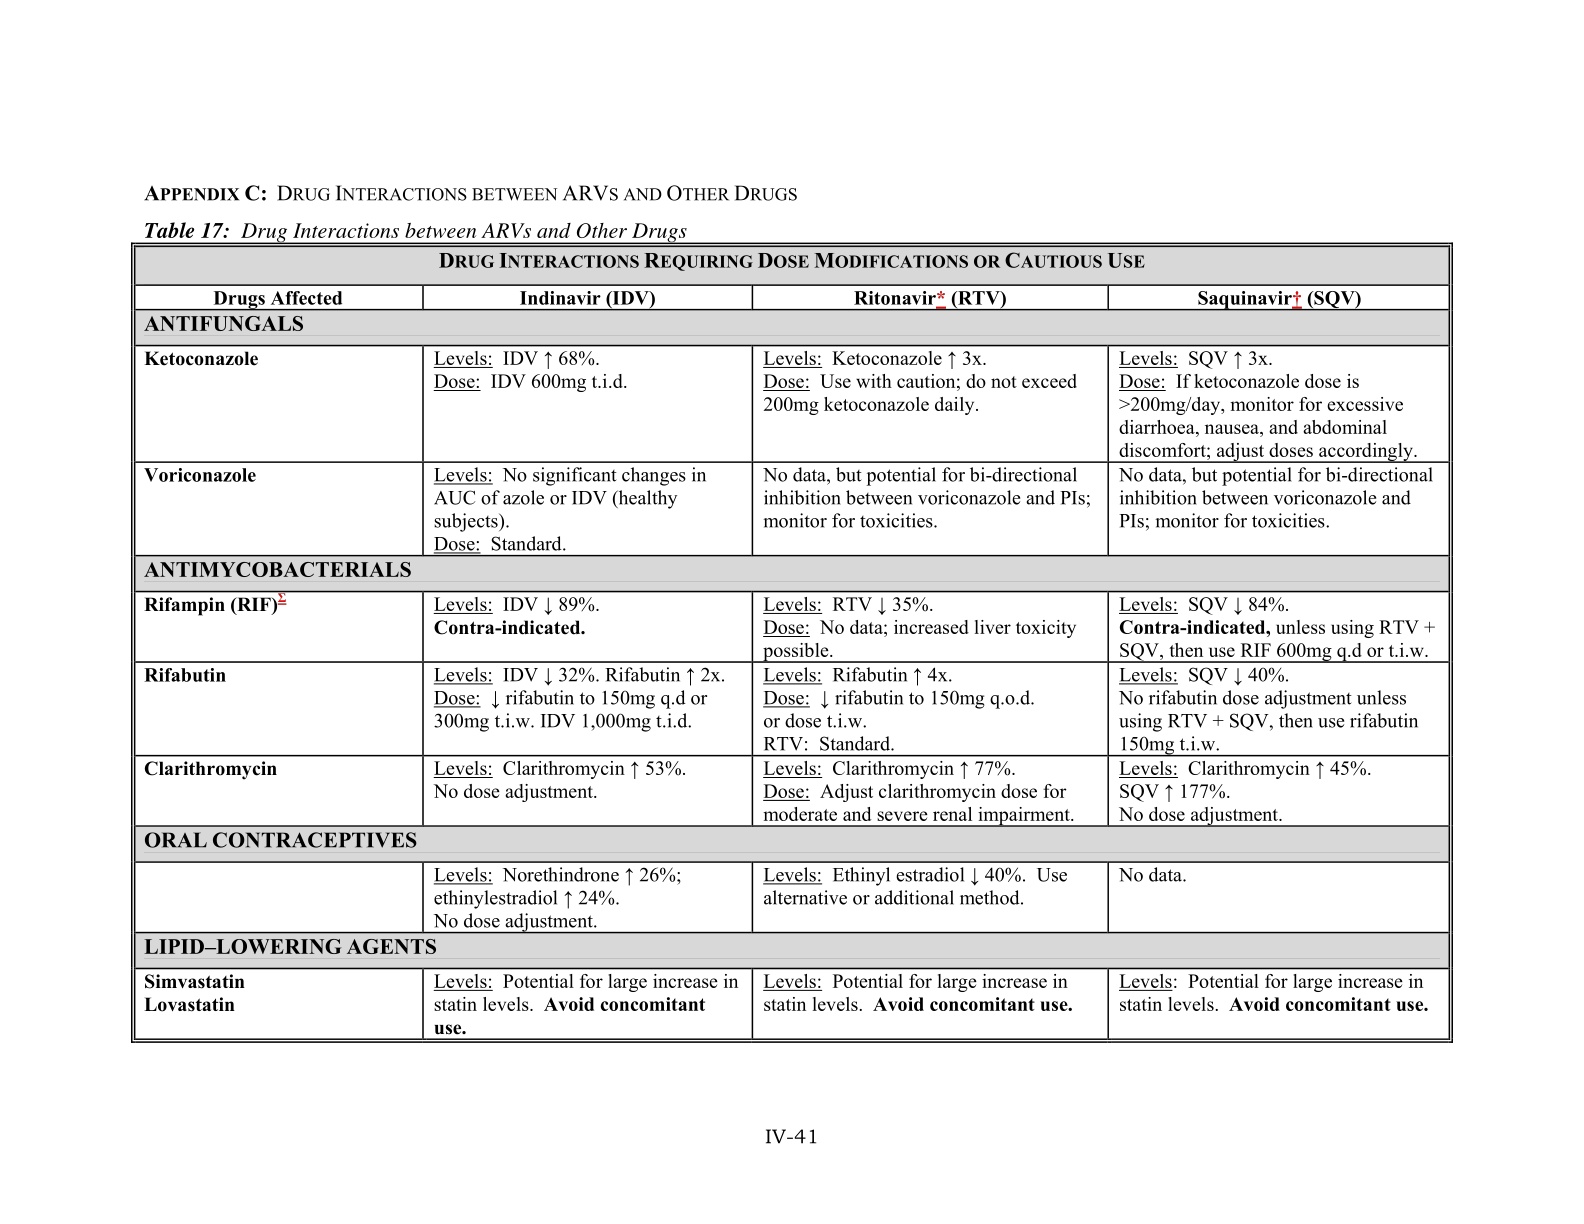 APPENDIX C: DRUG INTERACTIONS BETWEEN ARVS AND OTHER DRUGS
Table 17: Drug Interactions between ARVs and Other Drugs
DRUG INTERACTIONS REQUIRING DOSE MODIFICATIONS OR CAUTIOUS USE
Drugs Affected
Indinavir (IDV)
Ritonavir* (RTV)
Saquinavir† (SQV)
ANTIFUNGALS
Ketoconazole
Levels: IDV ↑ 68%.
Dose: IDV 600mg t.i.d.
Levels: Ketoconazole ↑ 3x.
Dose: Use with caution; do not exceed
200mg ketoconazole daily.
Levels: SQV ↑ 3x.
Dose: If ketoconazole dose is
>200mg/day, monitor for excessive
diarrhoea, nausea, and abdominal
discomfort; adjust doses accordingly.
Voriconazole
Levels: No significant changes in
AUC of azole or IDV (healthy
subjects).
Dose: Standard.
No data, but potential for bi-directional
inhibition between voriconazole and PIs;
monitor for toxicities.
No data, but potential for bi-directional
inhibition between voriconazole and
PIs; monitor for toxicities.
ANTIMYCOBACTERIALS
Rifampin (RIF)Σ
Levels: IDV ↓ 89%.
Contra-indicated.
Levels: RTV ↓ 35%.
Dose: No data; increased liver toxicity
possible.
Levels: SQV ↓ 84%.
Contra-indicated, unless using RTV +
SQV, then use RIF 600mg q.d or t.i.w.
Rifabutin
Levels: IDV ↓ 32%. Rifabutin ↑ 2x.
Dose: ↓ rifabutin to 150mg q.d or
300mg t.i.w. IDV 1,000mg t.i.d.
Levels: Rifabutin ↑ 4x.
Dose: ↓ rifabutin to 150mg q.o.d.
or dose t.i.w.
RTV: Standard.
Levels: SQV ↓ 40%.
No rifabutin dose adjustment unless
using RTV + SQV, then use rifabutin
150mg t.i.w.
Clarithromycin
Levels: Clarithromycin ↑ 53%.
No dose adjustment.
Levels: Clarithromycin ↑ 77%.
Dose: Adjust clarithromycin dose for
moderate and severe renal impairment.
Levels: Clarithromycin ↑ 45%.
SQV ↑ 177%.
No dose adjustment.
ORAL CONTRACEPTIVES
Levels: Norethindrone ↑ 26%;
ethinylestradiol ↑ 24%.
No dose adjustment.
Levels: Ethinyl estradiol ↓ 40%. Use
alternative or additional method.
No data.
LIPID–LOWERING AGENTS
Simvastatin
Lovastatin
Levels: Potential for large increase in
statin levels. Avoid concomitant
use.
Levels: Potential for large increase in
statin levels. Avoid concomitant use.
Levels: Potential for large increase in
statin levels. Avoid concomitant use.
IV-41